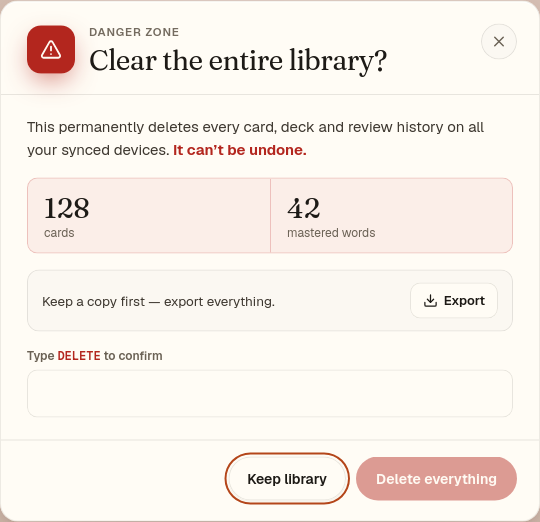 DANGER ZONE
Clear the entire library?
This permanently deletes every card, deck and review history on all
your synced devices. It can’t be undone.
128
cards
42
mastered words
Keep a copy first — export everything.
Export
Type DELETE to confirm
Keep library
Delete everything